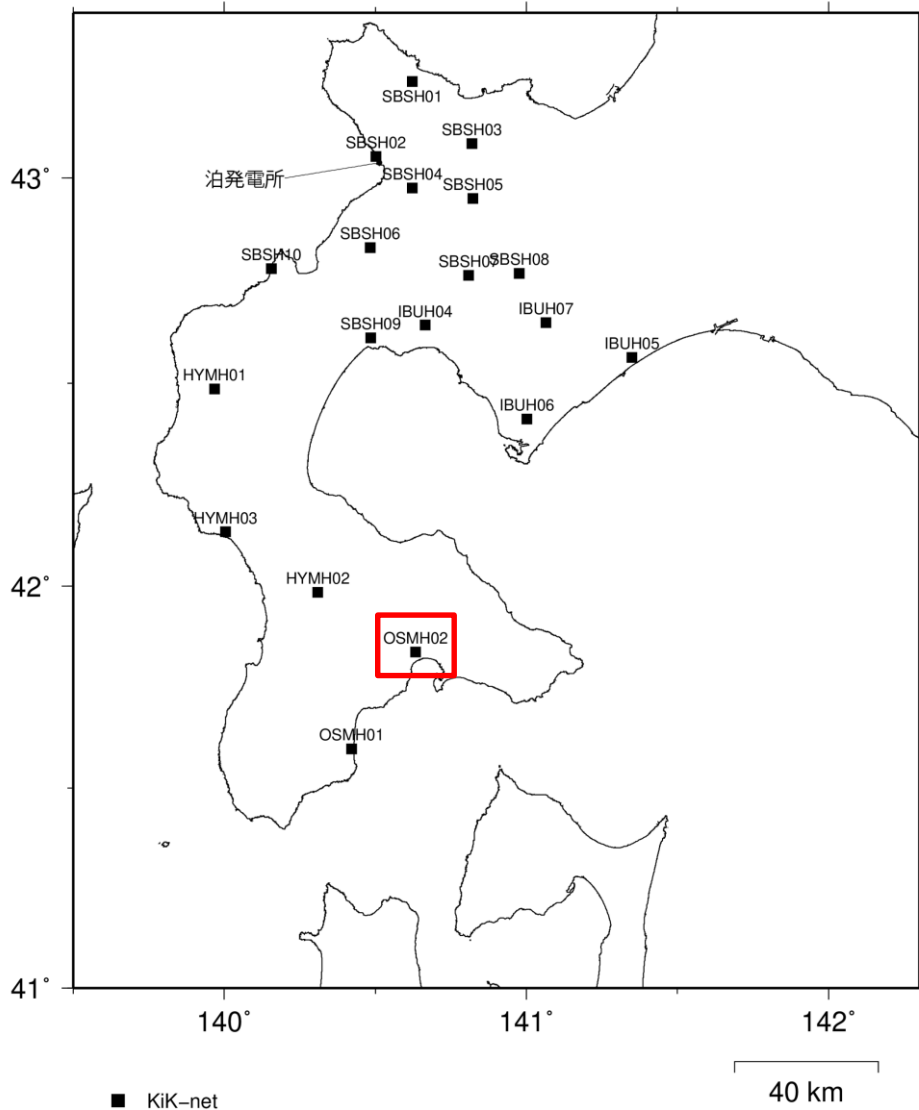 SBSH01
SBSH03
SBSH02
43°
泊発電所
SBSH04
SBSH05
SBSH06
SBSH10
SBSH07
SBSH08
IBUH04
IBUH07
SBSH09
IBUH05
HYMH01
IBUH06
HYMH03
42°
HYMH02
OSMH02
OSMH01
41°
140°
141°
142°
40 km
KiK-net